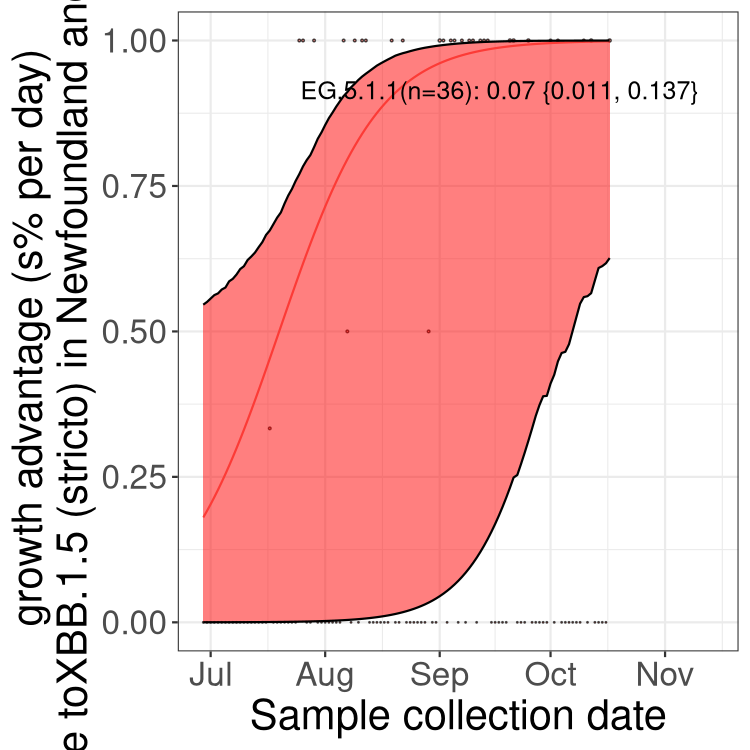 growth advantage (s% per day)
toXBB.1.5 (stricto) in Newfoundland
1.00
0.75
0.50
0.25
0.00
EG.5.1.1(n=36): 0.07 {0.011, 0.137}
Jul Aug Sep Oct Nov
Sample collection date